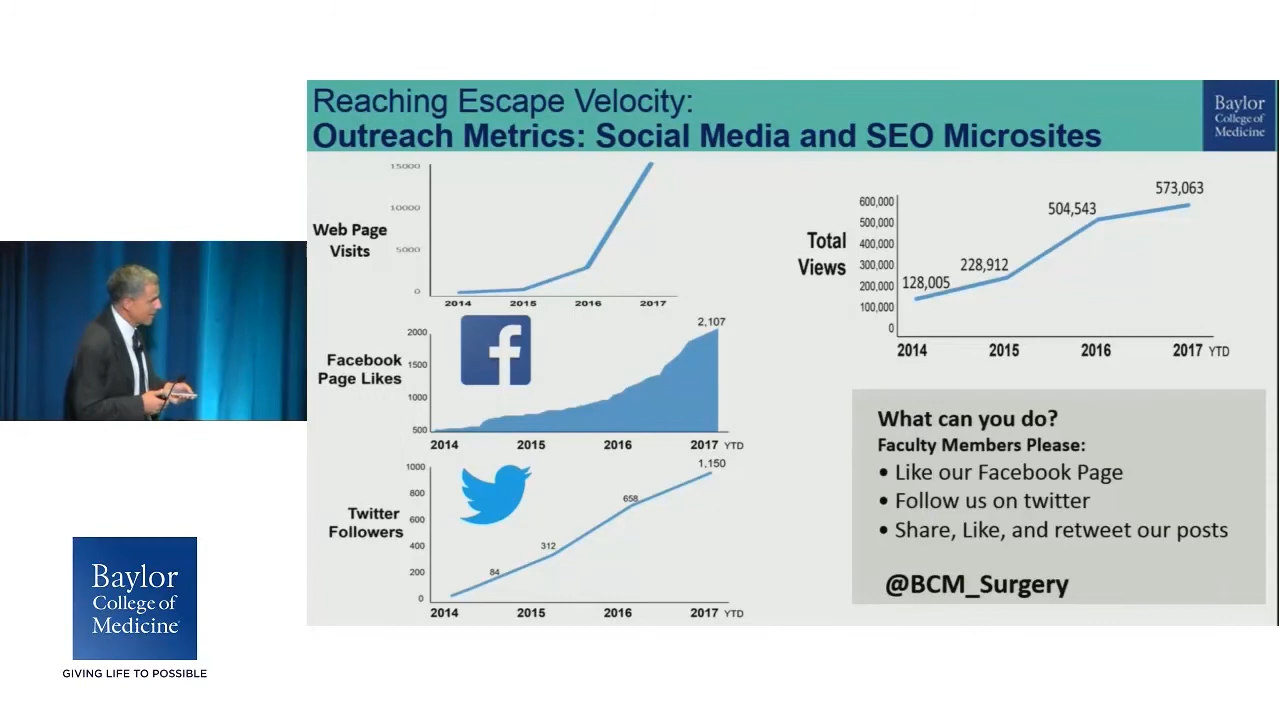 Reaching Escape Velocity:
Outreach Metrics: Social Media and SEO Microsites
Baylor
College of
Medicine
Web Page
Visits
15000
10000
5000
0
2014 2015 2016 2017
Facebook
Page Likes
2000
1500
1000
500
2,107
2014 2015 2016 2017 YTD
Twitter
Followers
1000
800
600
400
200
0
84
312
658
1,150
2014 2015 2016 2017 YTD
Total
Views
600,000
500,000
400,000
300,000
200,000
100,000
0
128,005
228,912
504,543
573,063
2014 2015 2016 2017 YTD
What can you do?
Faculty Members Please:
• Like our Facebook Page
• Follow us on twitter
• Share, Like, and retweet our posts
@BCM_Surgery
Baylor
College of
Medicine
GIVING LIFE TO POSSIBLE